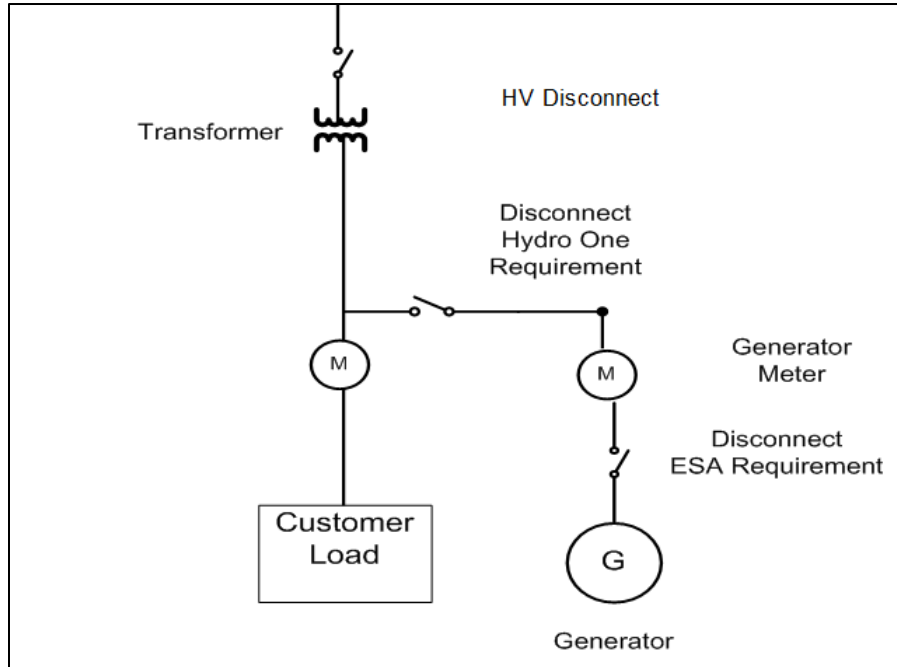 HV Disconnect
Transformer
Disconnect
Hydro One
Requirement
M
M
Generator
Meter
Disconnect
ESA Requirement
Customer
Load
G
Generator